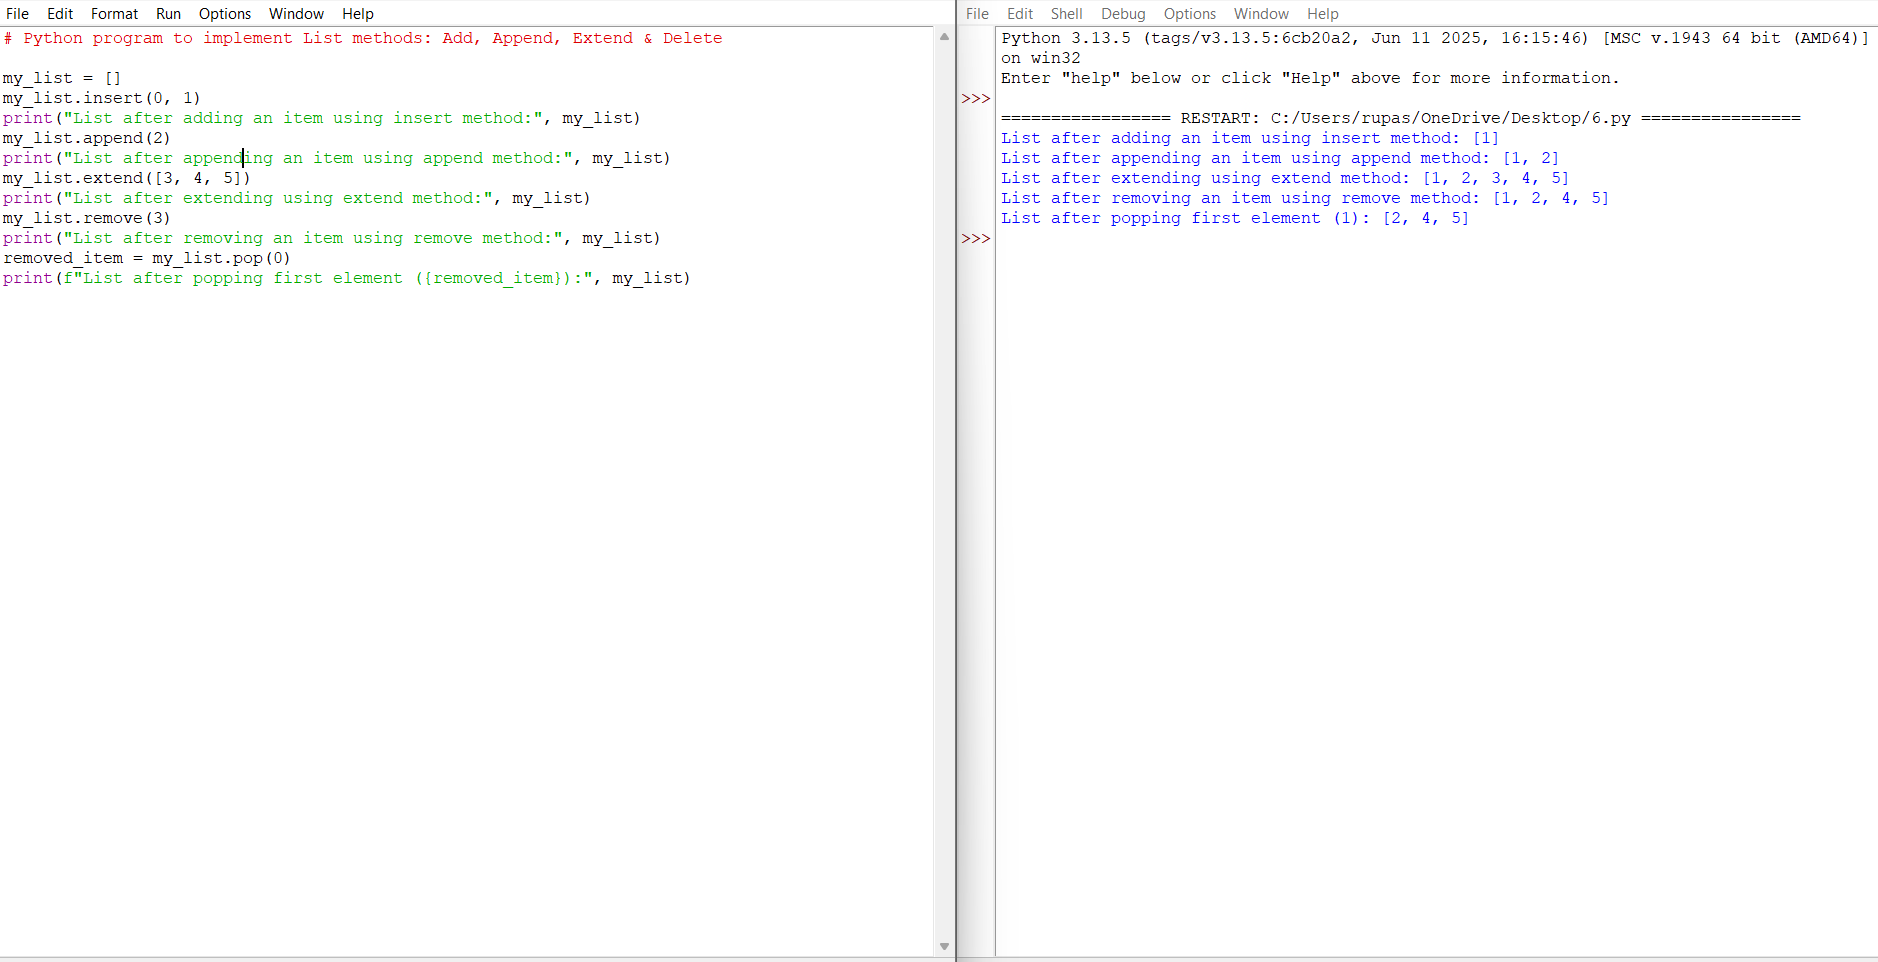 File Edit Format Run Options Window Help
# Python program to implement List methods: Add, Append, Extend & Delete
my_list = []
my_list.insert(0, 1)
print("List after adding an item using insert method:", my_list)
my_list.append(2)
print("List after appending an item using append method:", my_list)
my_list.extend([3, 4, 5])
print("List after extending using extend method:", my_list)
my_list.remove(3)
print("List after removing an item using remove method:", my_list)
removed_item = my_list.pop(0)
print(f"List after popping first element ({removed_item}):", my_list)
File Edit Shell Debug Options Window Help
Python 3.13.5 (tags/v3.13.5:6cb20a2, Jun 11 2025, 16:15:46) [MSC v.1943 64 bit (AMD64)]
on win32
Enter "help" below or click "Help" above for more information.
>>>
================= RESTART: C:/Users/rupas/OneDrive/Desktop/6.py ================
List after adding an item using insert method: [1]
List after appending an item using append method: [1, 2]
List after extending using extend method: [1, 2, 3, 4, 5]
List after removing an item using remove method: [1, 2, 4, 5]
List after popping first element (1): [2, 4, 5]
>>>